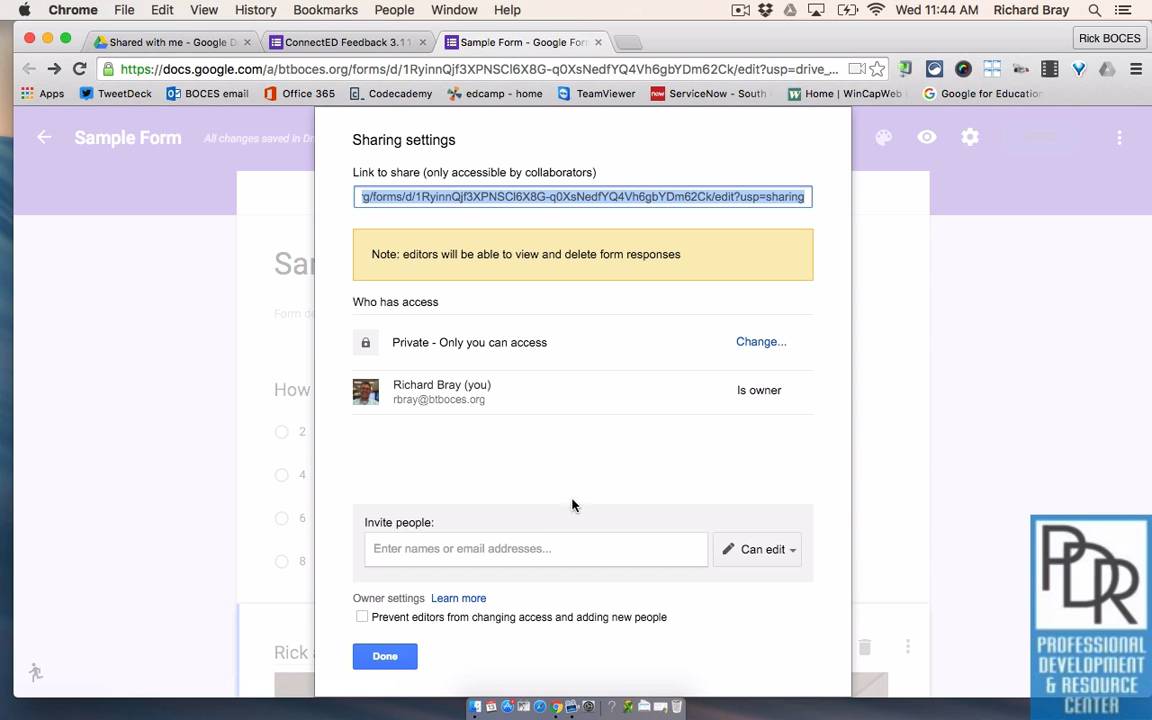 Chrome File Edit View History Bookmarks People Window Help Wed 11:44 AM Richard Bray
Shared with me - Google D ConnectED Feedback 3.1 Sample Form - Google For Rick BOCES
https://docs.google.com/a/btboces.org/forms/d/1RyinnQjf3XPNSCl6X8G-q0XsNedfYQ4Vh6gbYDm62Ck/edit?usp=drive_...
Apps TweetDeck BOCES email Office 365 Codecademy edcamp - home TeamViewer ServiceNow - South Home | WinCapWeb Google for Education
Sample Form All changes saved in Dr
Sharing settings
Link to share (only accessible by collaborators)
g/forms/d/1RyinnQjf3XPNSCl6X8G-q0XsNedfYQ4Vh6gbYDm62Ck/edit?usp=sharing
Note: editors will be able to view and delete form responses
Sar
Form de
Who has access
Private - Only you can access Change...
Richard Bray (you)
rbray@btboces.org
Is owner
How
2
4
6
8
Invite people:
Enter names or email addresses... Can edit
Owner settings Learn more
Prevent editors from changing access and adding new people
Done
Rick a
PDR
PROFESSIONAL
DEVELOPMENT
& RESOURCE
CENTER